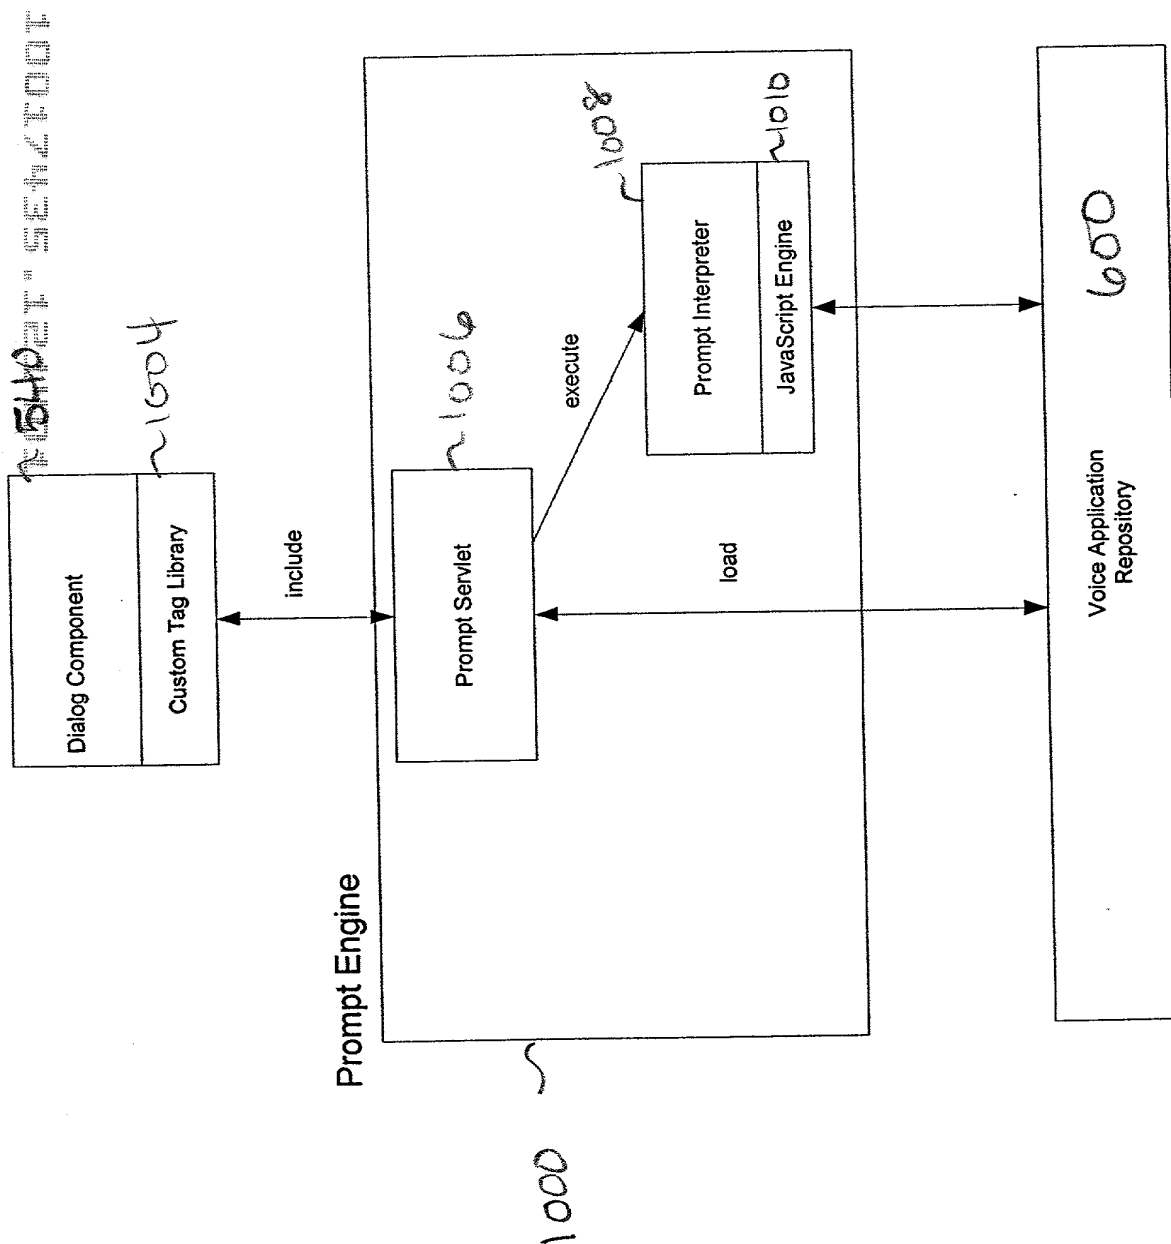 ~540
Dialog Component
~1004
Custom Tag Library
include
Prompt Engine
1000
~1006
Prompt Servlet
execute
~1008
Prompt Interpreter
~1010
JavaScript Engine
load
Voice Application
Repository
600